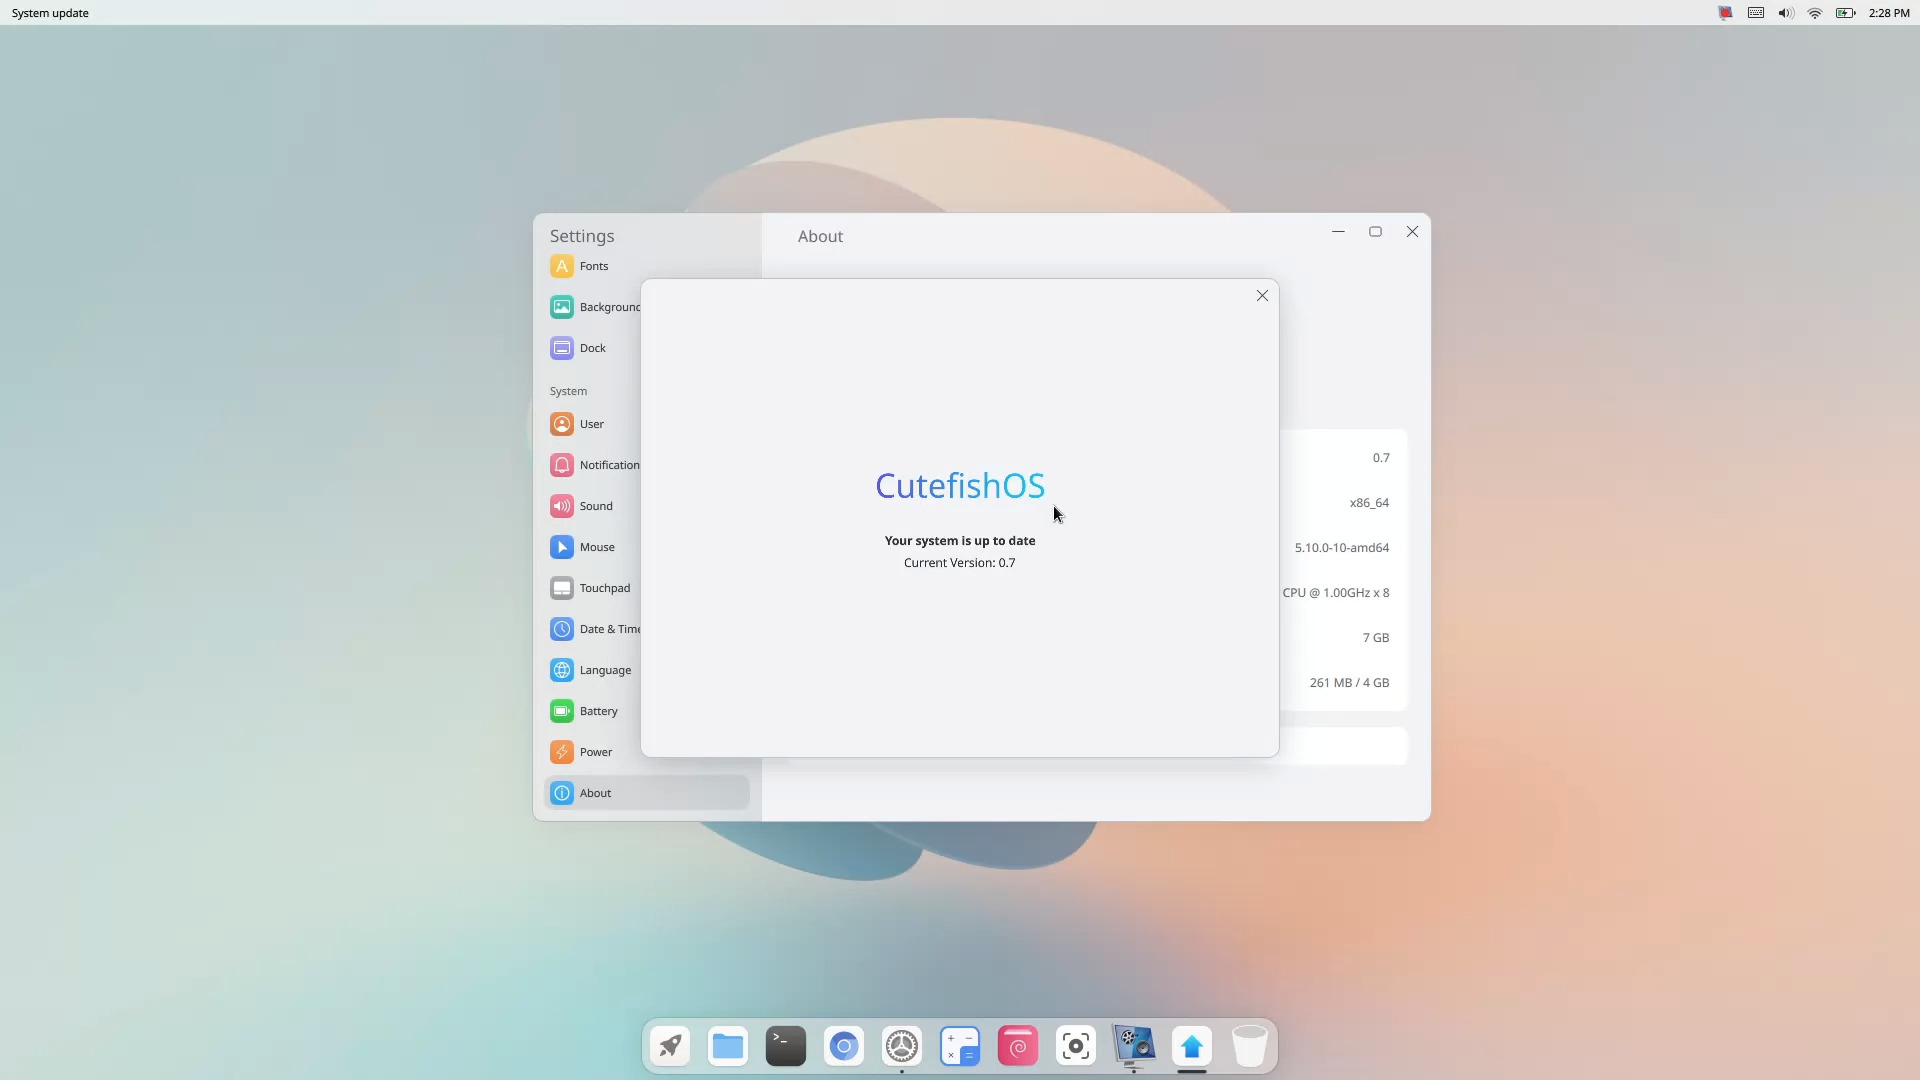 System update
2:28 PM
Settings
About
Fonts
Background
Dock
System
User
Notification
Sound
Mouse
Touchpad
Date & Time
Language
Battery
Power
About
CutefishOS
Your system is up to date
Current Version: 0.7
0.7
x86_64
5.10.0-10-amd64
CPU @ 1.00GHz x 8
7 GB
261 MB / 4 GB